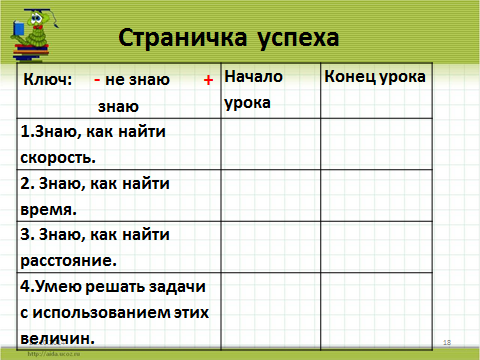 Страничка успеха
Ключ: - не знаю +
знаю
Начало
урока
Конец урока
1.Знаю, как найти
скорость.
2. Знаю, как найти
время.
3. Знаю, как найти
расстояние.
4.Умею решать задачи
с использованием этих
величин.
18
http://aida.ucoz.ru